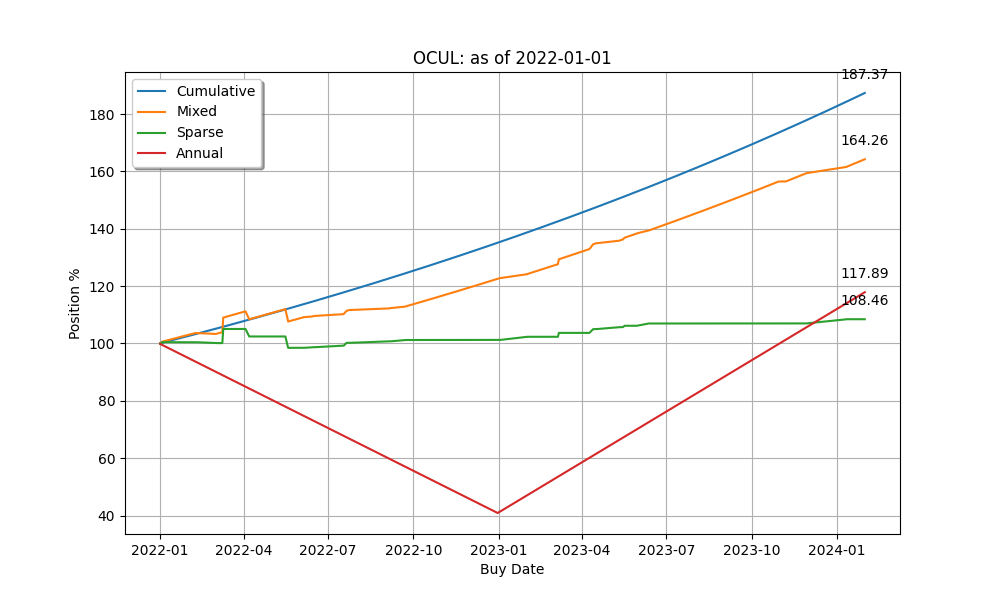 OCUL: as of 2022-01-01
187.37
Cumulative
Mixed
Sparse
Annual
164.26
117.89
108.46
Position %
180
160
140
120
100
80
60
40
2022-01 2022-04 2022-07 2022-10 2023-01 2023-04 2023-07 2023-10 2024-01
Buy Date